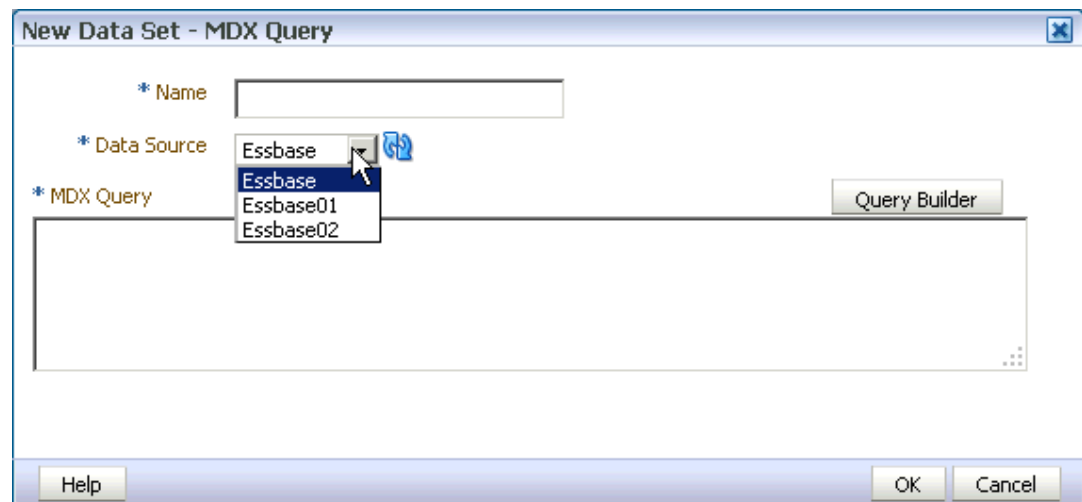 New Data Set - MDX Query
* Name
* Data Source Essbase
Essbase
Essbase01
Essbase02
* MDX Query
Query Builder
Help
OK
Cancel